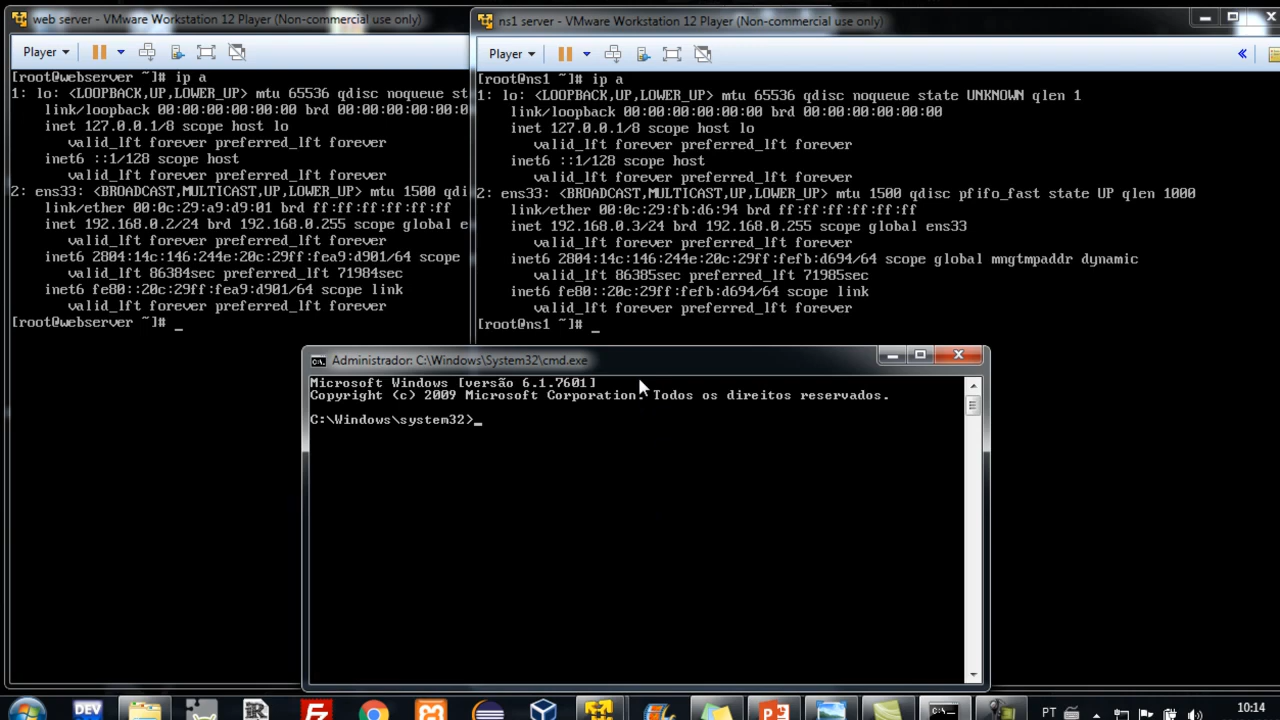 web server - VMware Workstation 12 Player (Non-commercial use only)
Player
[root@webserver ~]# ip a
1: lo: <LOOPBACK,UP,LOWER_UP> mtu 65536 qdisc noqueue st
link/loopback 00:00:00:00:00:00 brd 00:00:00:00:00:0
inet 127.0.0.1/8 scope host lo
valid_lft forever preferred_lft forever
inet6 ::1/128 scope host
valid_lft forever preferred_lft forever
2: ens33: <BROADCAST,MULTICAST,UP,LOWER_UP> mtu 1500 qdi
link/ether 00:0c:29:a9:d9:01 brd ff:ff:ff:ff:ff:ff
inet 192.168.0.2/24 brd 192.168.0.255 scope global e
valid_lft forever preferred_lft forever
inet6 2804:14c:146:244e:20c:29ff:fea9:d901/64 scope
valid_lft 86384sec preferred_lft 71984sec
inet6 fe80::20c:29ff:fea9:d901/64 scope link
valid_lft forever preferred_lft forever
[root@webserver ~]# _
ns1 server - VMware Workstation 12 Player (Non-commercial use only)
Player
[root@ns1 ~]# ip a
1: lo: <LOOPBACK,UP,LOWER_UP> mtu 65536 qdisc noqueue state UNKNOWN qlen 1
link/loopback 00:00:00:00:00:00 brd 00:00:00:00:00:00
inet 127.0.0.1/8 scope host lo
valid_lft forever preferred_lft forever
inet6 ::1/128 scope host
valid_lft forever preferred_lft forever
2: ens33: <BROADCAST,MULTICAST,UP,LOWER_UP> mtu 1500 qdisc pfifo_fast state UP qlen 1000
link/ether 00:0c:29:fb:d6:94 brd ff:ff:ff:ff:ff:ff
inet 192.168.0.3/24 brd 192.168.0.255 scope global ens33
valid_lft forever preferred_lft forever
inet6 2804:14c:146:244e:20c:29ff:fefb:d694/64 scope global mngtmpaddr dynamic
valid_lft 86385sec preferred_lft 71985sec
inet6 fe80::20c:29ff:fefb:d694/64 scope link
valid_lft forever preferred_lft forever
[root@ns1 ~]# _
Administrador: C:\Windows\System32\cmd.exe
Microsoft Windows [versão 6.1.7601]
Copyright (c) 2009 Microsoft Corporation. Todos os direitos reservados.
C:\Windows\system32>_
DEV
PT
10:14